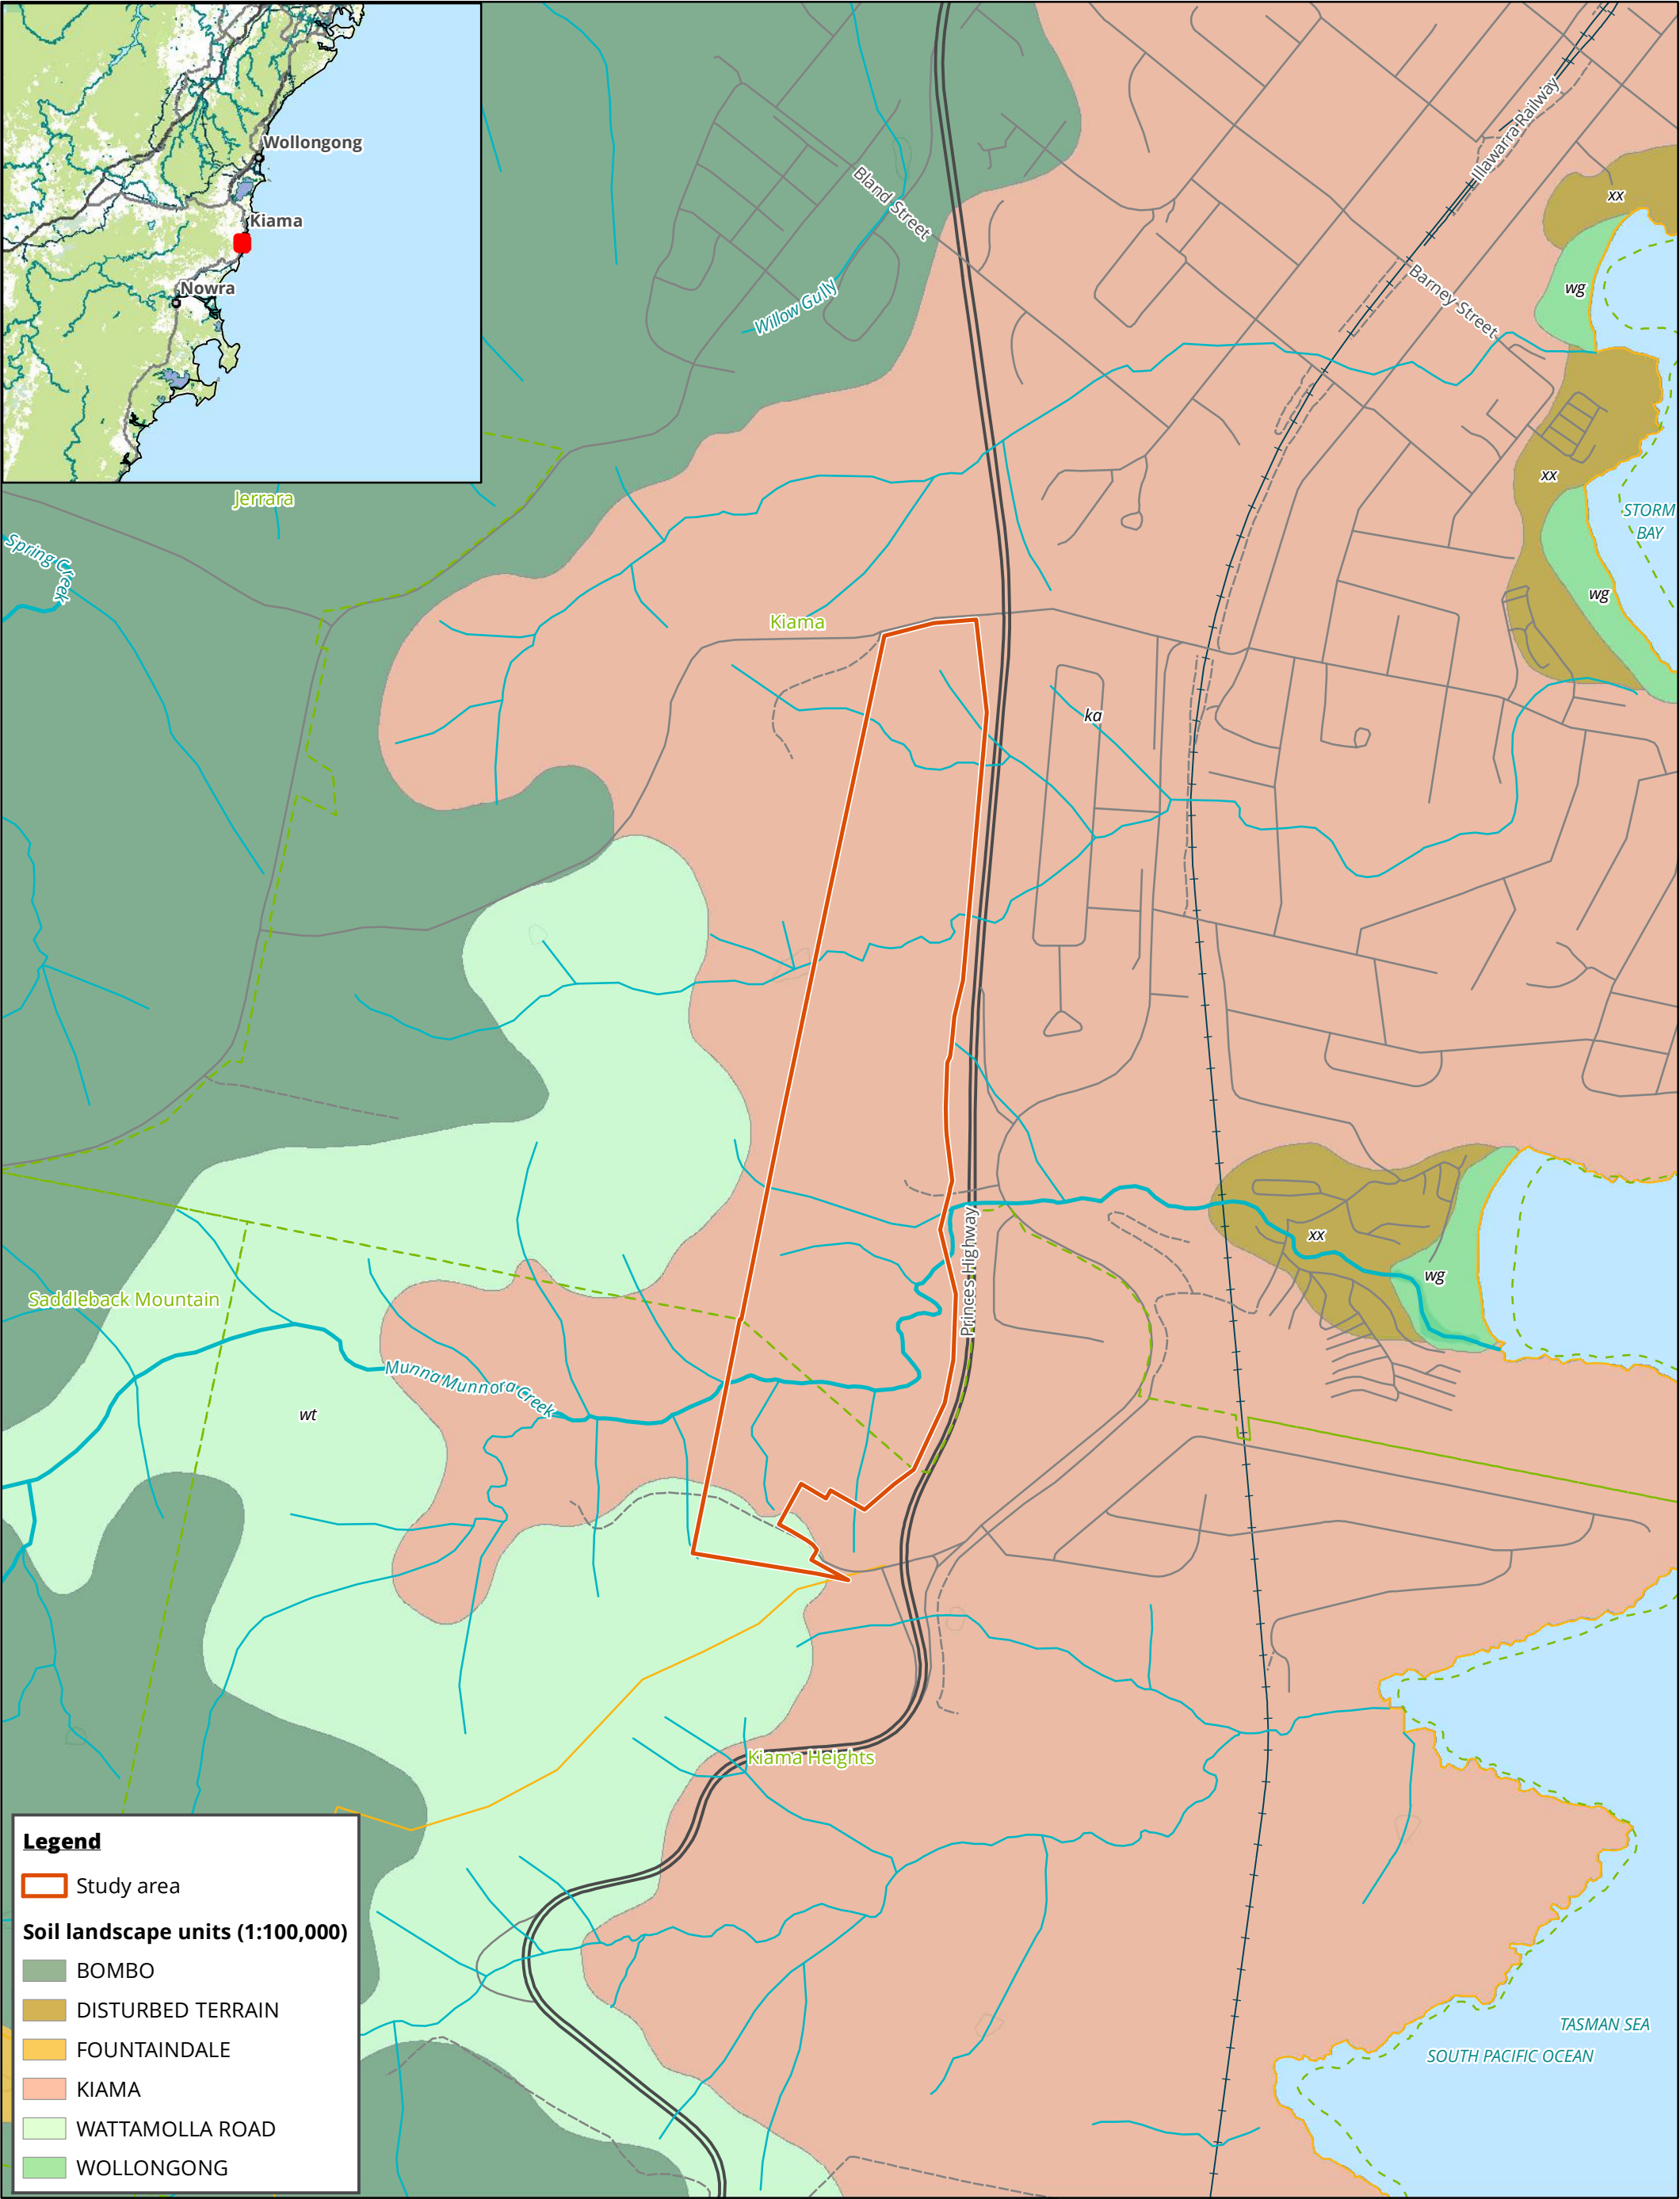 Wollongong
Kiama
Nowra
Illawarra Railway
Bland Street
xx
Barney Street
wg
Willow Gully
xx
Jerrara
STORM
BAY
Spring Creek
wg
Kiama
ka
Princes Highway
xx
wg
Saddleback Mountain
Munna Munnora Creek
wt
Kiama Heights
TASMAN SEA
SOUTH PACIFIC OCEAN
Legend
Study area
Soil landscape units (1:100,000)
BOMBO
DISTURBED TERRAIN
FOUNTAINDALE
KIAMA
WATTAMOLLA ROAD
WOLLONGONG